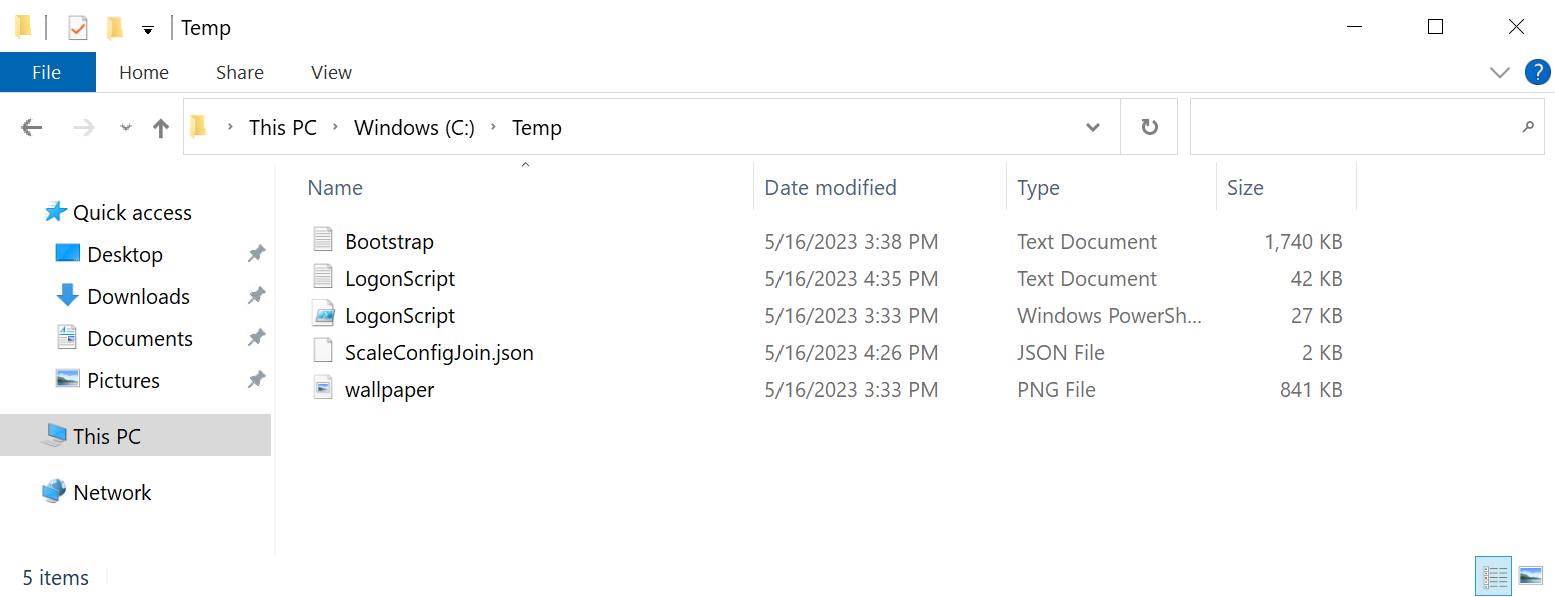 Temp
File Home Share View ?
This PC › Windows (C:) › Temp
Name Date modified Type Size
Quick access
Desktop
Downloads
Documents
Pictures
This PC
Network
Bootstrap 5/16/2023 3:38 PM Text Document 1,740 KB
LogonScript 5/16/2023 4:35 PM Text Document 42 KB
LogonScript 5/16/2023 3:33 PM Windows PowerSh... 27 KB
ScaleConfigJoin.json 5/16/2023 4:26 PM JSON File 2 KB
wallpaper 5/16/2023 3:33 PM PNG File 841 KB
5 items